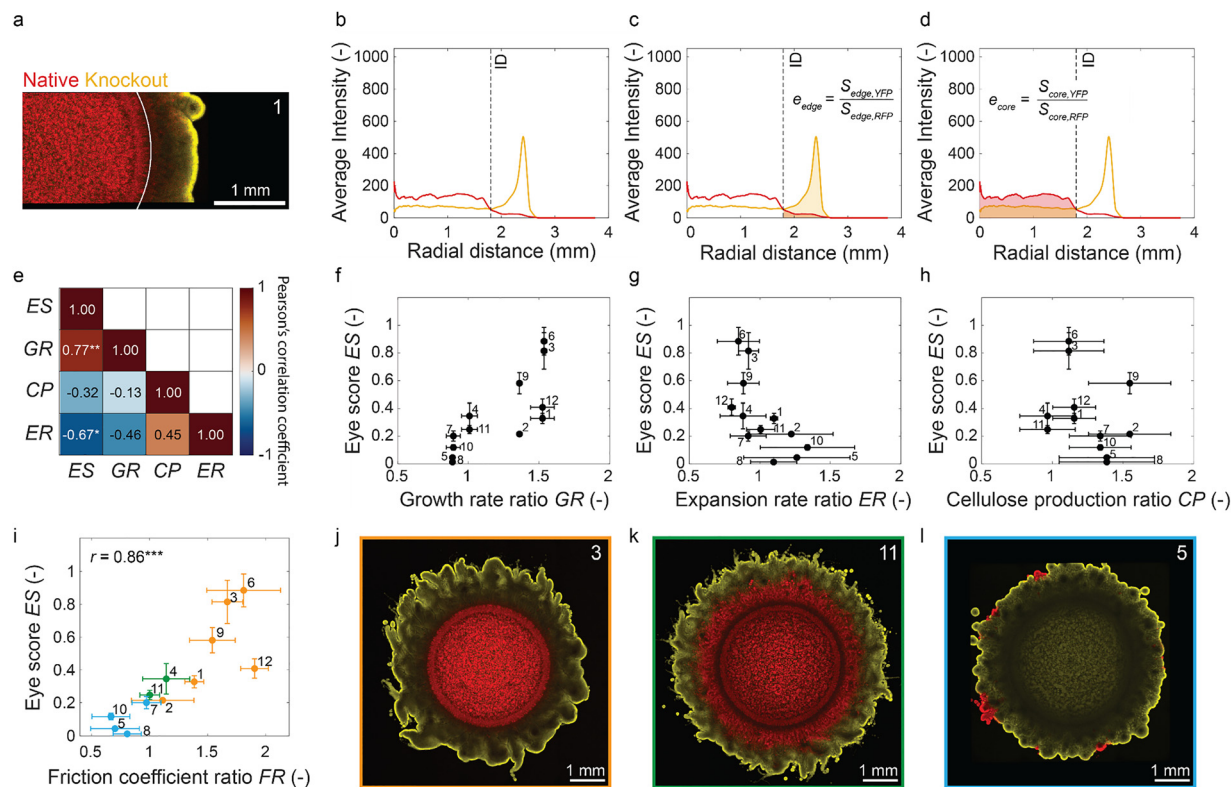 a
Native Knockout
1
1 mm
b
Average Intensity (-)
1000
800
600
400
200
0
ID
0 1 2 3 4
Radial distance (mm)
c
Average Intensity (-)
1000
800
600
400
200
0
ID
e_edge = S_edge,YFP / S_edge,RFP
0 1 2 3 4
Radial distance (mm)
d
Average Intensity (-)
1000
800
600
400
200
0
ID
e_core = S_core,YFP / S_core,RFP
0 1 2 3 4
Radial distance (mm)
e
ES
GR
CP
ER
1.00
0.77** 1.00
-0.32 -0.13 1.00
-0.67* -0.46 0.45 1.00
ES GR CP ER
1
0
-1
Pearson's correlation coefficient
f
Eye score ES (-)
1
0.8
0.6
0.4
0.2
0
6
3
9
12
4
1
11
2
7
10
5
8
0.5 1 1.5 2
Growth rate ratio GR (-)
g
Eye score ES (-)
1
0.8
0.6
0.4
0.2
0
6
3
9
12
4
1
11
2
7
10
5
8
0.5 1 1.5 2
Expansion rate ratio ER (-)
h
Eye score ES (-)
1
0.8
0.6
0.4
0.2
0
6
3
9
12
4
1
11
7
2
10
5
8
0.5 1 1.5 2
Cellulose production ratio CP (-)
i
r = 0.86***
Eye score ES (-)
1
0.8
0.6
0.4
0.2
0
6
3
9
12
4
1
11
7
2
10
5
8
0.5 1 1.5 2
Friction coefficient ratio FR (-)
j
3
1 mm
k
11
1 mm
l
5
1 mm